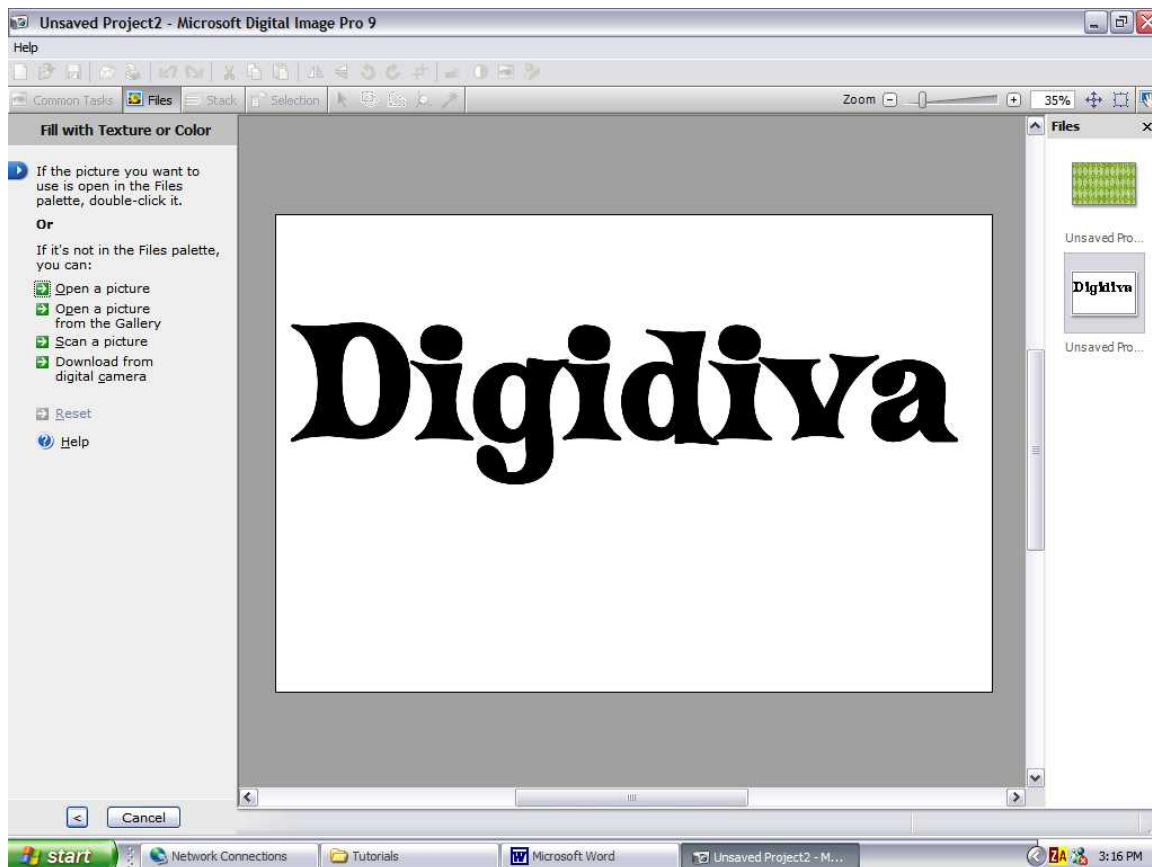 Unsaved Project2 - Microsoft Digital Image Pro 9
Help
Common Tasks Files Stack Selection Zoom 35%
Fill with Texture or Color
Files x
If the picture you want to
use is open in the Files
palette, double-click it.
Or
If it's not in the Files palette,
you can:
Open a picture
Open a picture
from the Gallery
Scan a picture
Download from
digital camera
Reset
Help
Digidiva
Unsaved Pro...
Digidiva
Unsaved Pro...
< Cancel
start Network Connections Tutorials Microsoft Word Unsaved Project2 - M... ZA 3:16 PM